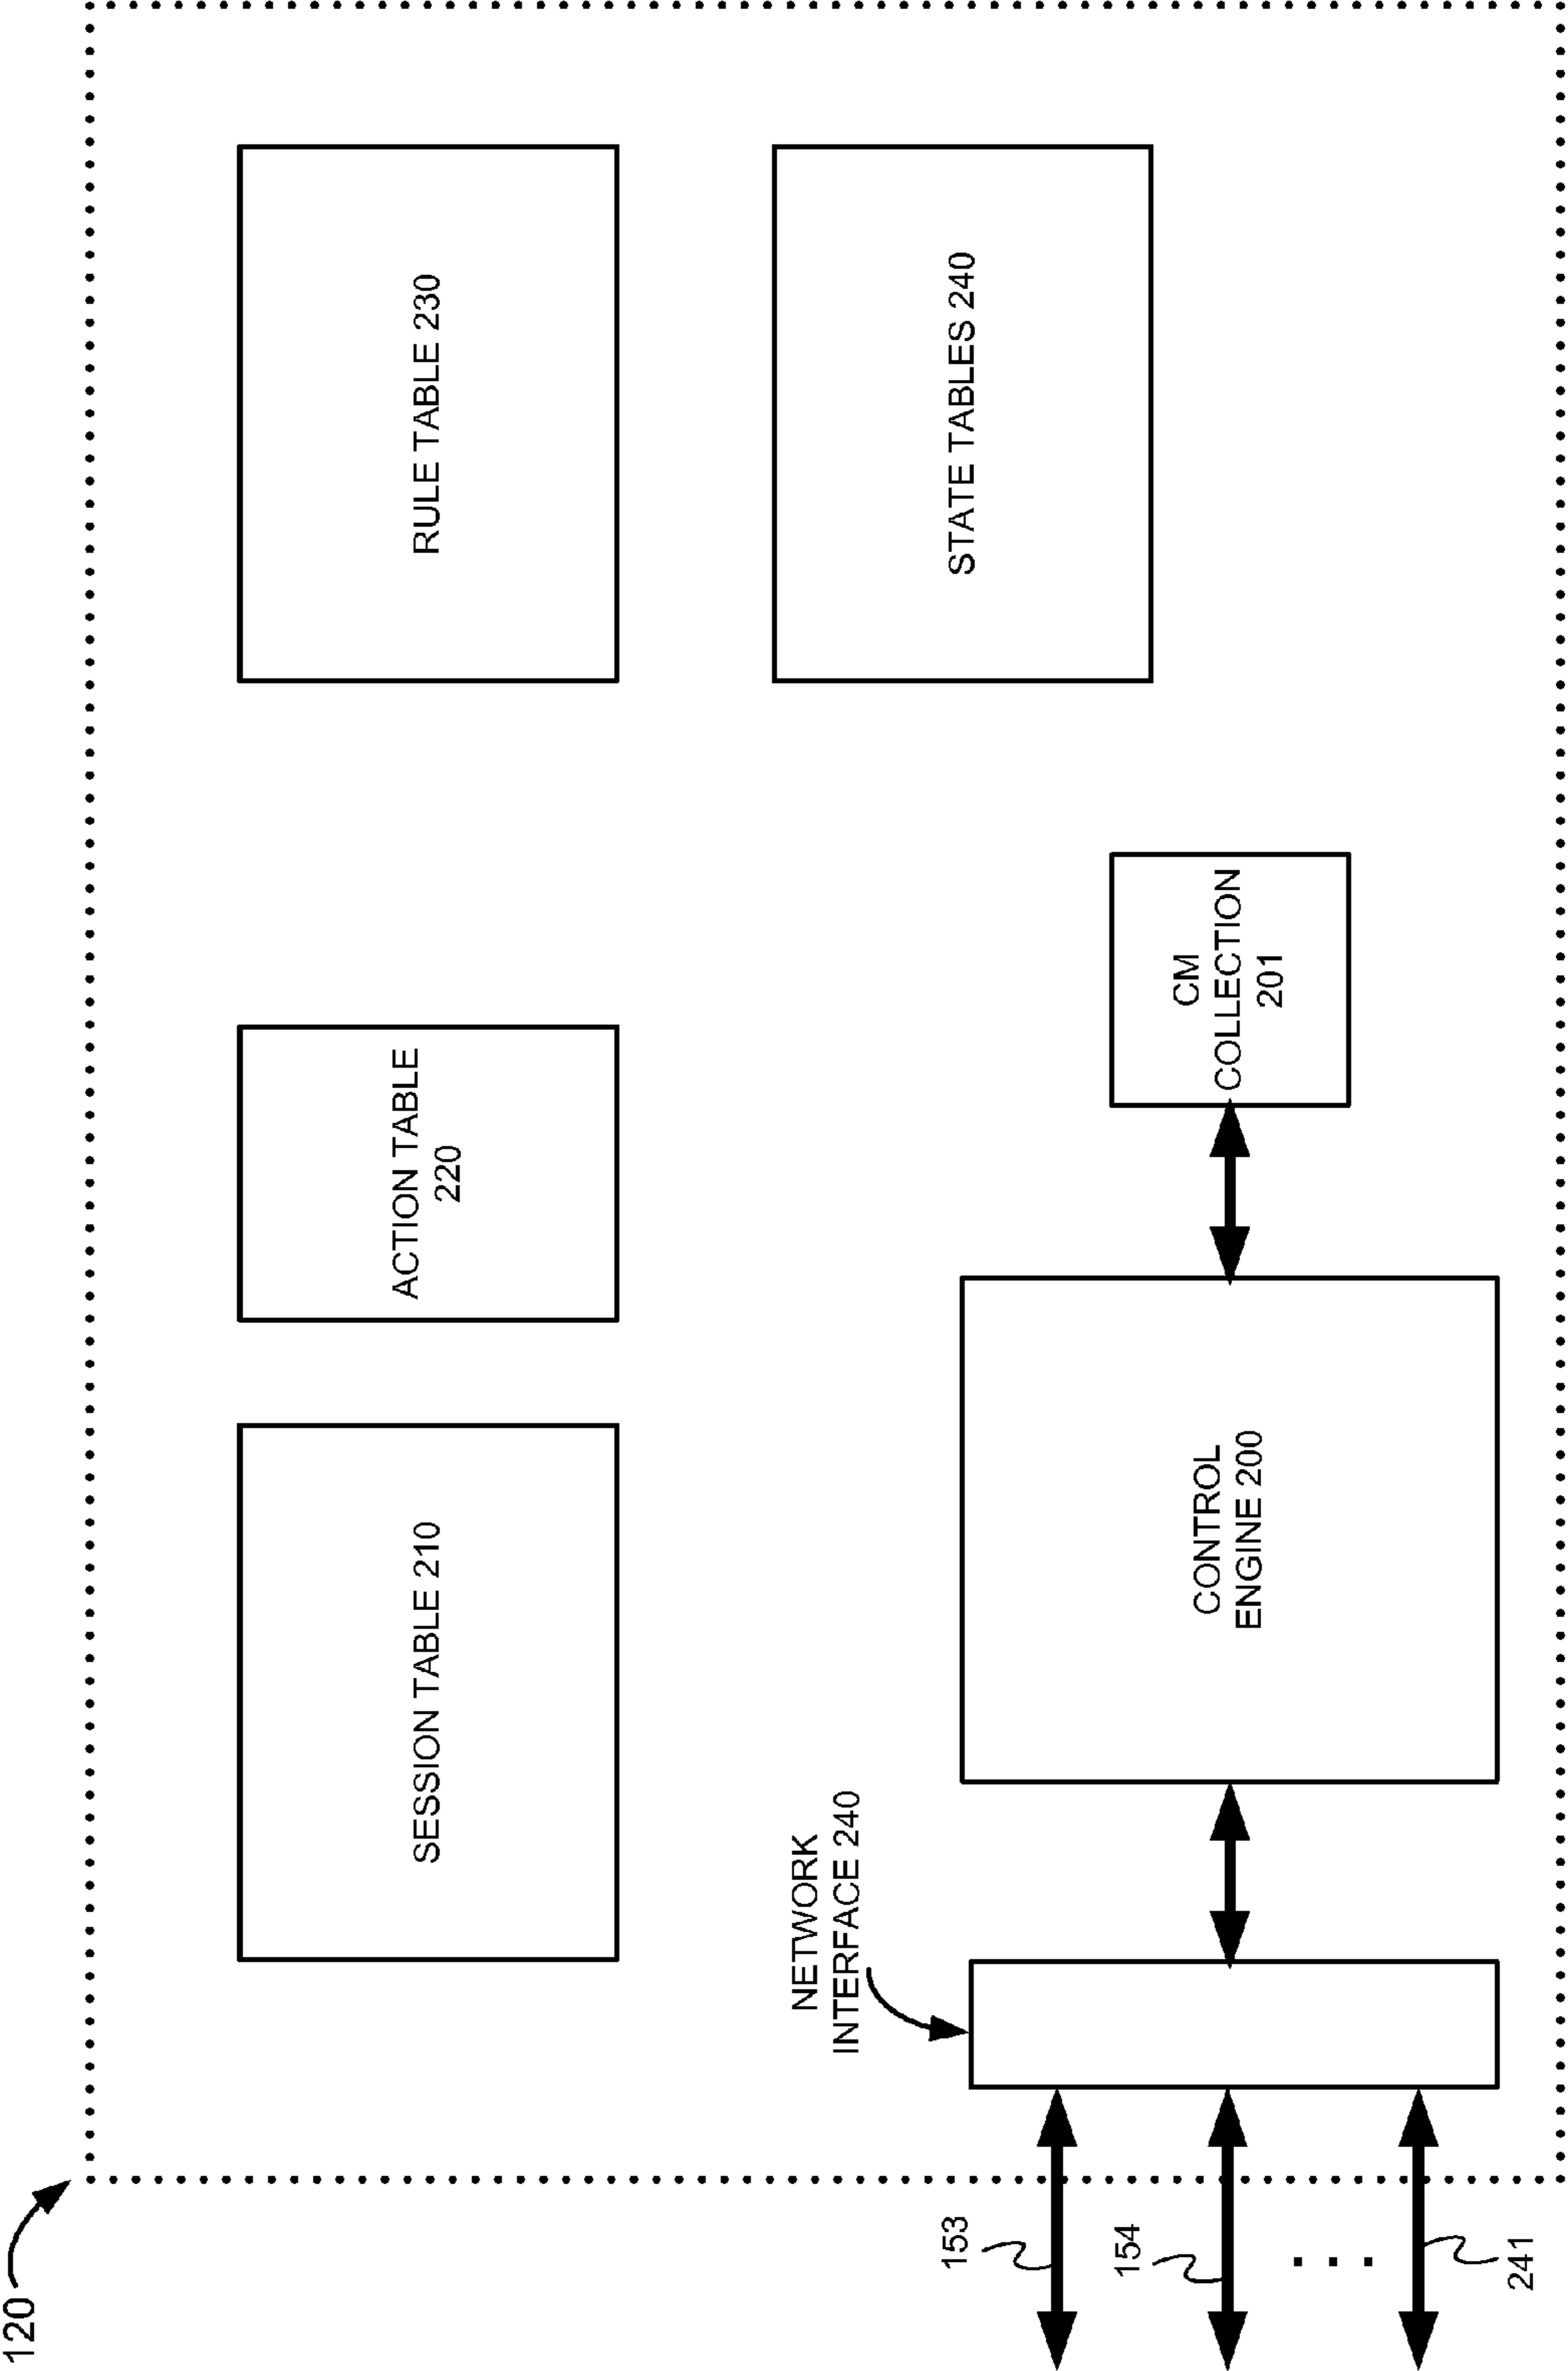 120
SESSION TABLE 210
ACTION TABLE
220
RULE TABLE 230
STATE TABLES 240
NETWORK
INTERFACE 240
CONTROL
ENGINE 200
CM
COLLECTION
201
153
154
. . .
241